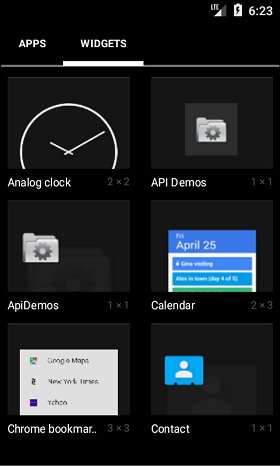 LTE 6:23
APPS WIDGETS
Analog clock 2 × 2
API Demos 1 × 1
ApiDemos 1 × 1
Fri
April 25
Gina visiting
Alex in town (day 4 of 5)
Calendar 2 × 3
Google Maps
New York Times
Yahoo
Chrome bookmar.. 3 × 3
Contact 1 × 1